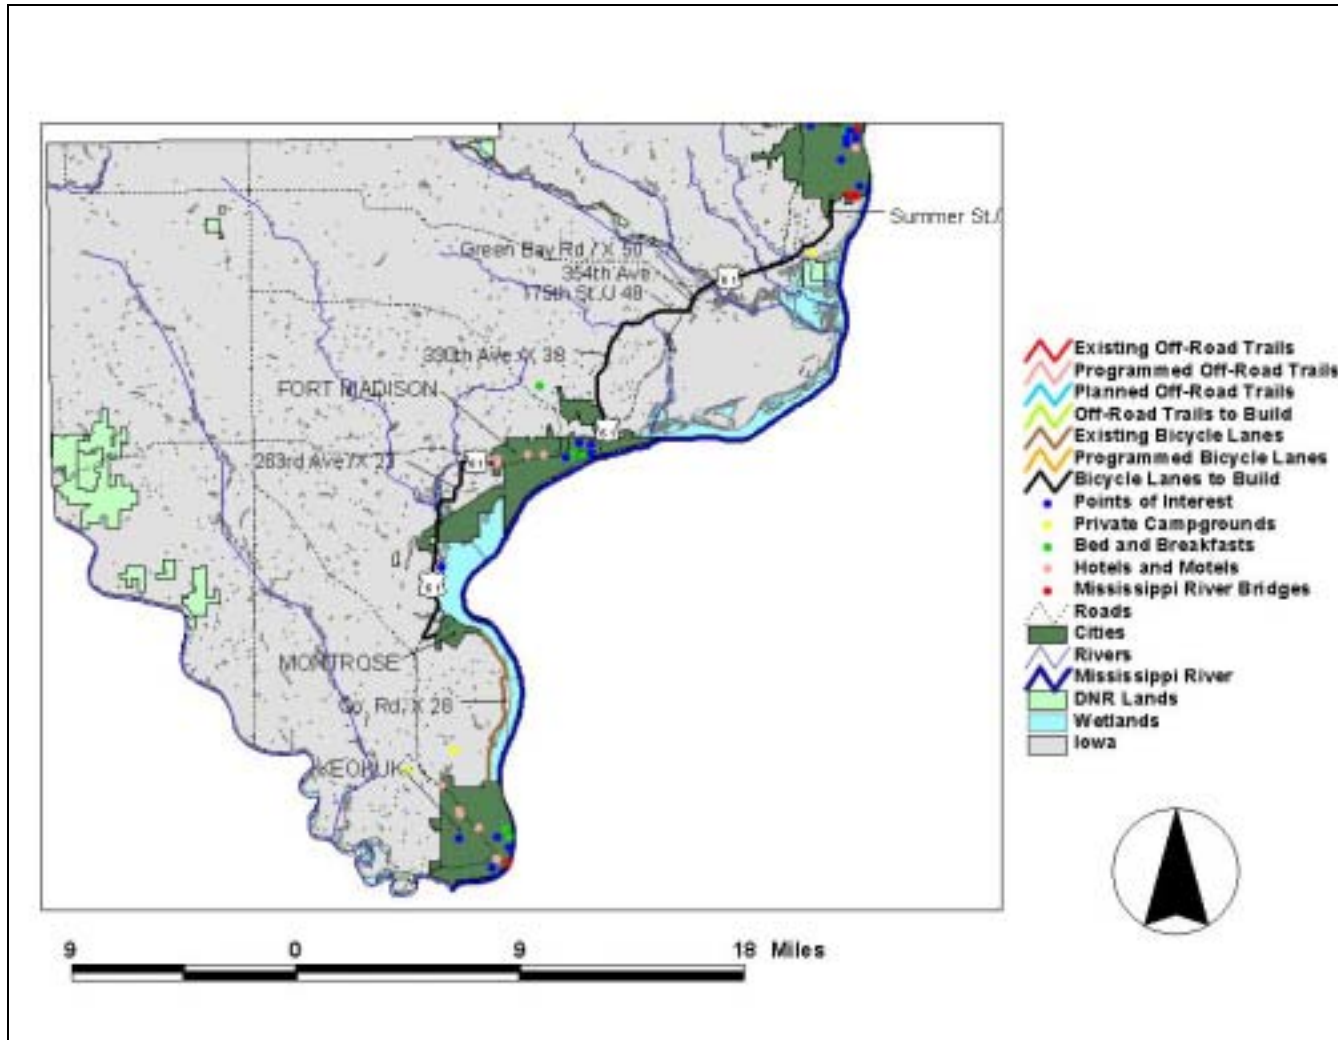 Summer St./
Green Bay Rd / X 50
354th Ave
175th St./J 48
330th Ave / X 38
FORT MADISON
263rd Ave / X 23
MONTROSE
Co. Rd. X 28
KEOKUK
61
61
61
61
Existing Off-Road Trails
Programmed Off-Road Trails
Planned Off-Road Trails
Off-Road Trails to Build
Existing Bicycle Lanes
Programmed Bicycle Lanes
Bicycle Lanes to Build
Points of Interest
Private Campgrounds
Bed and Breakfasts
Hotels and Motels
Mississippi River Bridges
Roads
Cities
Rivers
Mississippi River
DNR Lands
Wetlands
Iowa
9 0 9 18 Miles